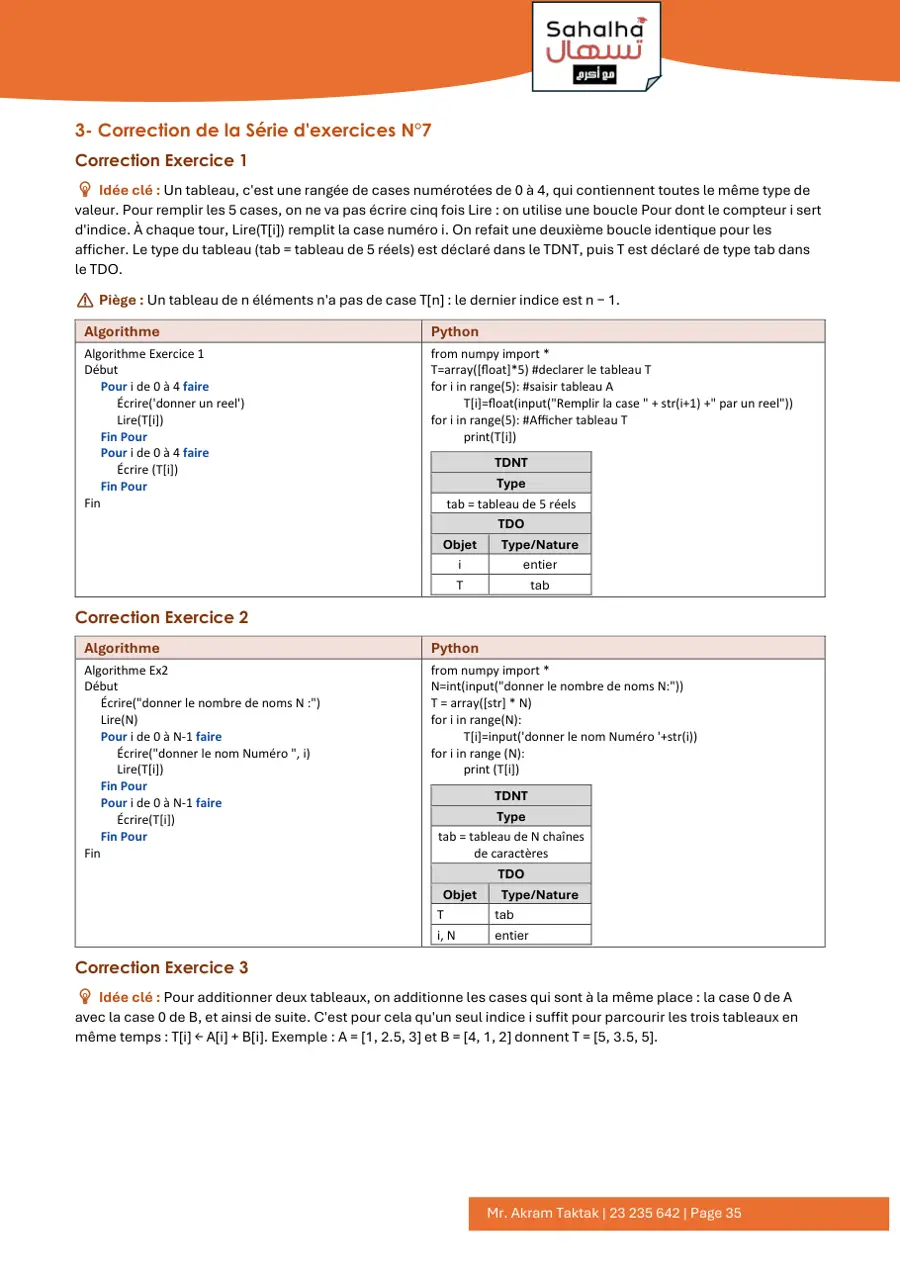 Sahalha
تسهال
مع أكرم
3- Correction de la Série d'exercices N°7
Correction Exercice 1
Idée clé : Un tableau, c'est une rangée de cases numérotées de 0 à 4, qui contiennent toutes le même type de
valeur. Pour remplir les 5 cases, on ne va pas écrire cinq fois Lire : on utilise une boucle Pour dont le compteur i sert
d'indice. À chaque tour, Lire(T[i]) remplit la case numéro i. On refait une deuxième boucle identique pour les
afficher. Le type du tableau (tab = tableau de 5 réels) est déclaré dans le TDNT, puis T est déclaré de type tab dans
le TDO.
Piège : Un tableau de n éléments n'a pas de case T[n] : le dernier indice est n − 1.
Algorithme
Algorithme Exercice 1
Début
Pour i de 0 à 4 faire
Écrire('donner un reel')
Lire(T[i])
Fin Pour
Pour i de 0 à 4 faire
Écrire (T[i])
Fin Pour
Fin
Python
from numpy import *
T=array([float]*5) #declarer le tableau T
for i in range(5): #saisir tableau A
T[i]=float(input("Remplir la case " + str(i+1) +" par un reel"))
for i in range(5): #Afficher tableau T
print(T[i])
TDNT
Type
tab = tableau de 5 réels
TDO
Objet Type/Nature
i entier
T tab
Correction Exercice 2
Algorithme
Algorithme Ex2
Début
Écrire("donner le nombre de noms N :")
Lire(N)
Pour i de 0 à N-1 faire
Écrire("donner le nom Numéro ", i)
Lire(T[i])
Fin Pour
Pour i de 0 à N-1 faire
Écrire(T[i])
Fin Pour
Fin
Python
from numpy import *
N=int(input("donner le nombre de noms N:"))
T = array([str] * N)
for i in range(N):
T[i]=input('donner le nom Numéro '+str(i))
for i in range (N):
print (T[i])
TDNT
Type
tab = tableau de N chaînes
de caractères
TDO
Objet Type/Nature
T tab
i, N entier
Correction Exercice 3
Idée clé : Pour additionner deux tableaux, on additionne les cases qui sont à la même place : la case 0 de A
avec la case 0 de B, et ainsi de suite. C'est pour cela qu'un seul indice i suffit pour parcourir les trois tableaux en
même temps : T[i] ← A[i] + B[i]. Exemple : A = [1, 2.5, 3] et B = [4, 1, 2] donnent T = [5, 3.5, 5].
Mr. Akram Taktak | 23 235 642 | Page 35